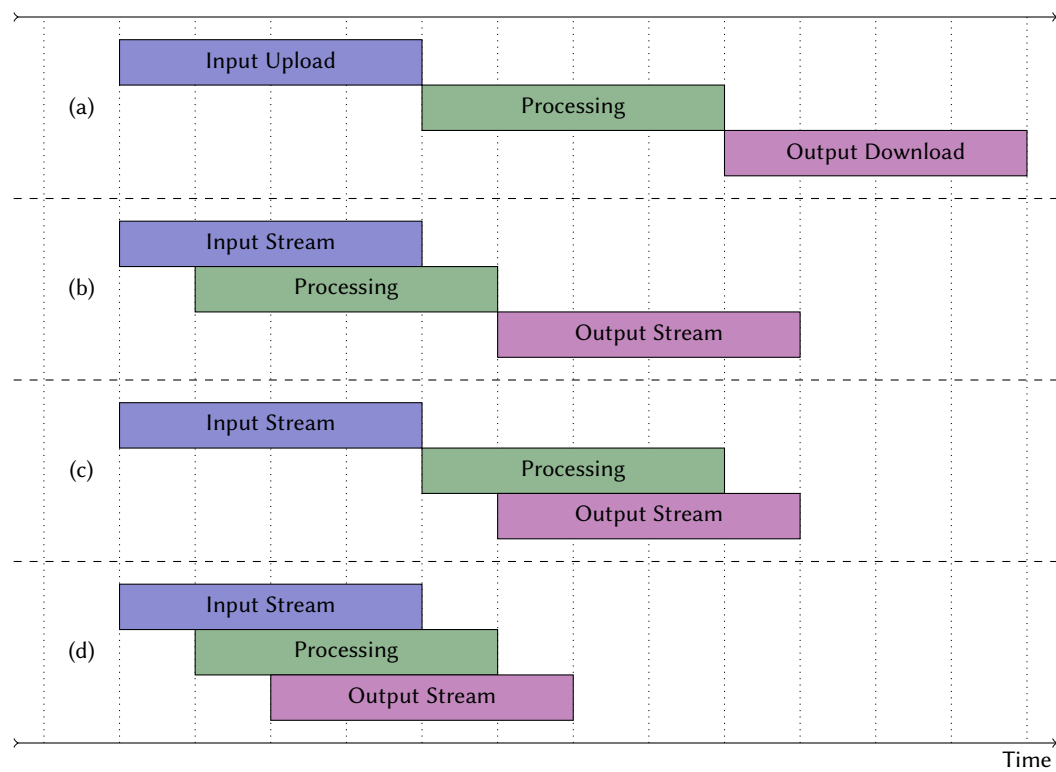 Input Upload
(a)
Processing
Output Download
Input Stream
(b)
Processing
Output Stream
Input Stream
(c)
Processing
Output Stream
Input Stream
(d)
Processing
Output Stream
Time